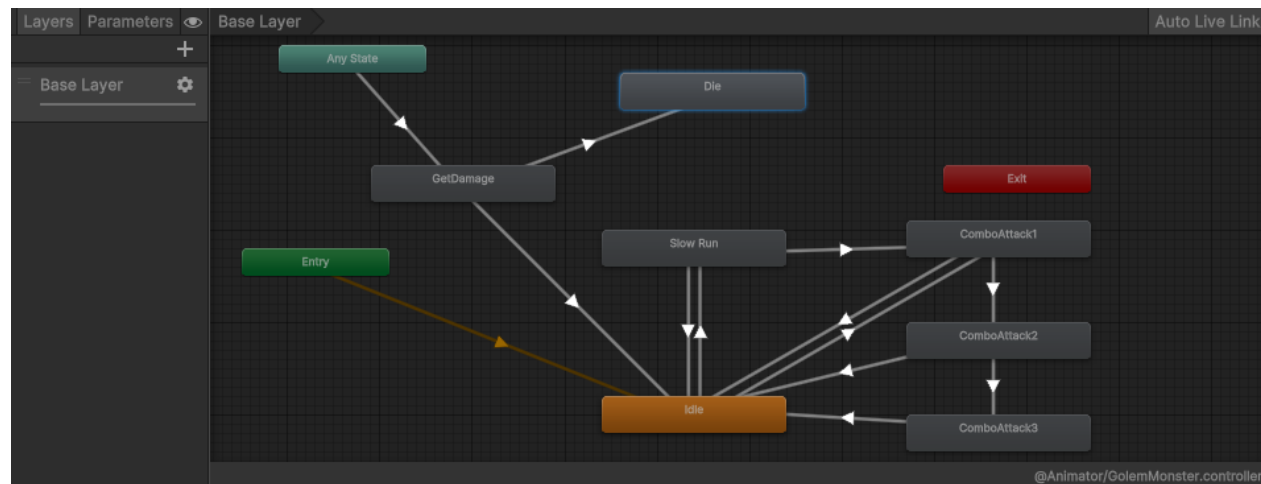 Layers Parameters
Base Layer
Auto Live Link
Base Layer
Any State
Die
GetDamage
Exit
Slow Run
ComboAttack1
Entry
ComboAttack2
Idle
ComboAttack3
@Animator/GolemMonster.controller